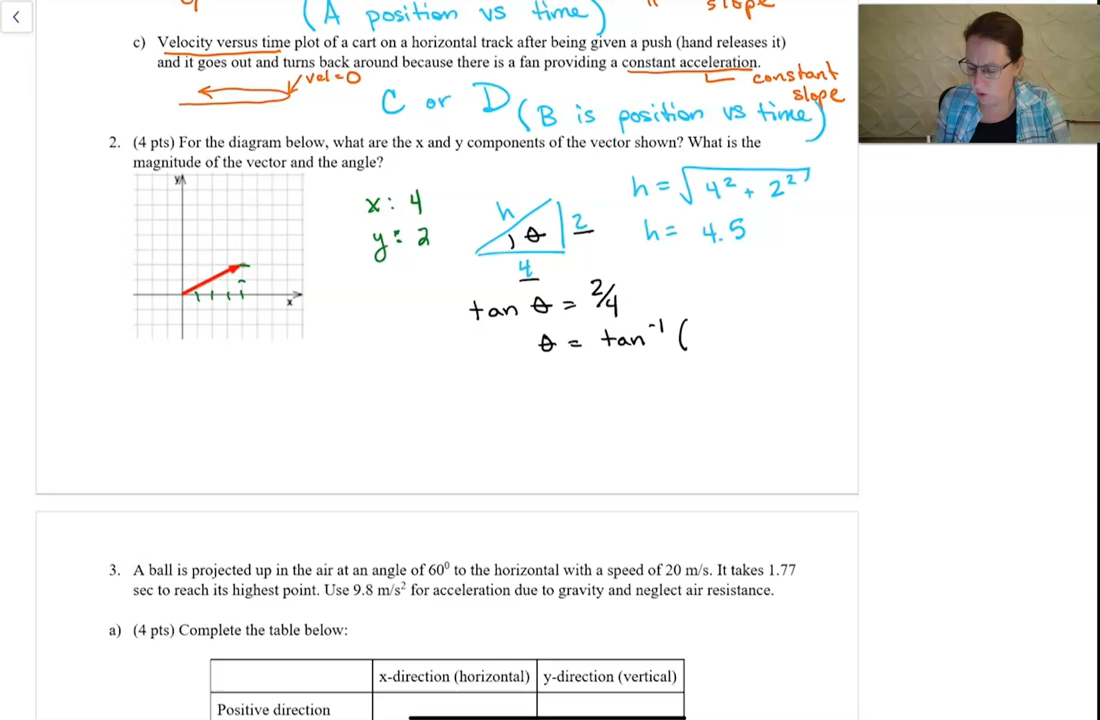 (A position vs time)
slope
c) Velocity versus time plot of a cart on a horizontal track after being given a push (hand releases it)
and it goes out and turns back around because there is a fan providing a constant acceleration.
vel = 0
constant
slope
C or D (B is position vs time)
2. (4 pts) For the diagram below, what are the x and y components of the vector shown? What is the
magnitude of the vector and the angle?
y
x
x: 4
y: 2
h
θ
2
4
h = √4² + 2²
h = 4.5
tan θ = 2/4
θ = tan⁻¹ (
3. A ball is projected up in the air at an angle of 60⁰ to the horizontal with a speed of 20 m/s. It takes 1.77
sec to reach its highest point. Use 9.8 m/s² for acceleration due to gravity and neglect air resistance.
a) (4 pts) Complete the table below:
x-direction (horizontal) y-direction (vertical)
Positive direction